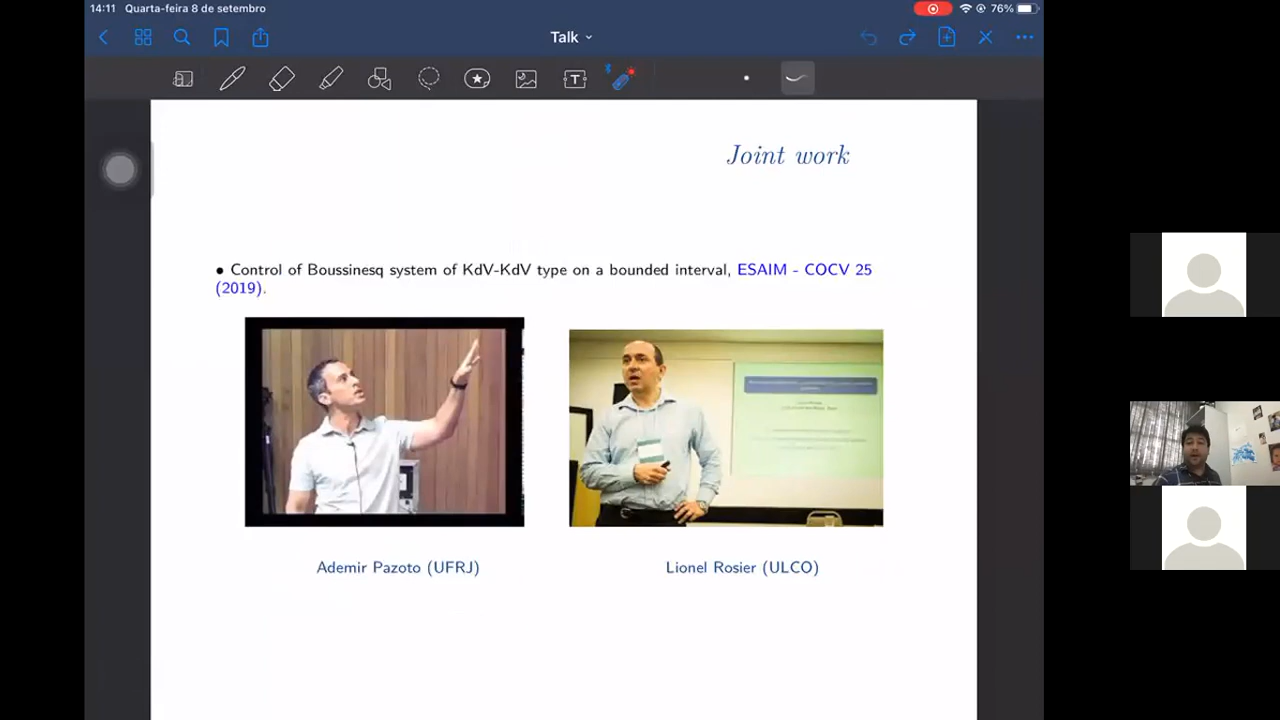 14:11 Quarta-feira 8 de setembro
76%
Talk
T
Joint work
• Control of Boussinesq system of KdV-KdV type on a bounded interval, ESAIM - COCV 25
(2019).
Ademir Pazoto (UFRJ)
Lionel Rosier (ULCO)